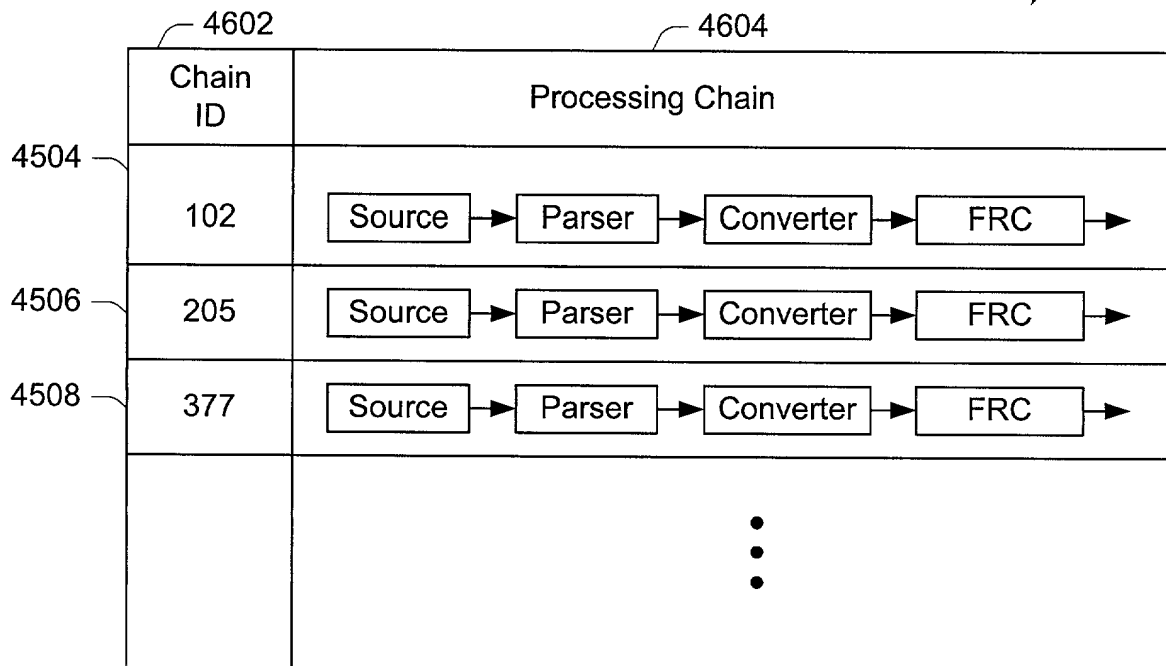 4602
4604
Chain
ID
Processing Chain
4504
102
Source
Parser
Converter
FRC
4506
205
Source
Parser
Converter
FRC
4508
377
Source
Parser
Converter
FRC